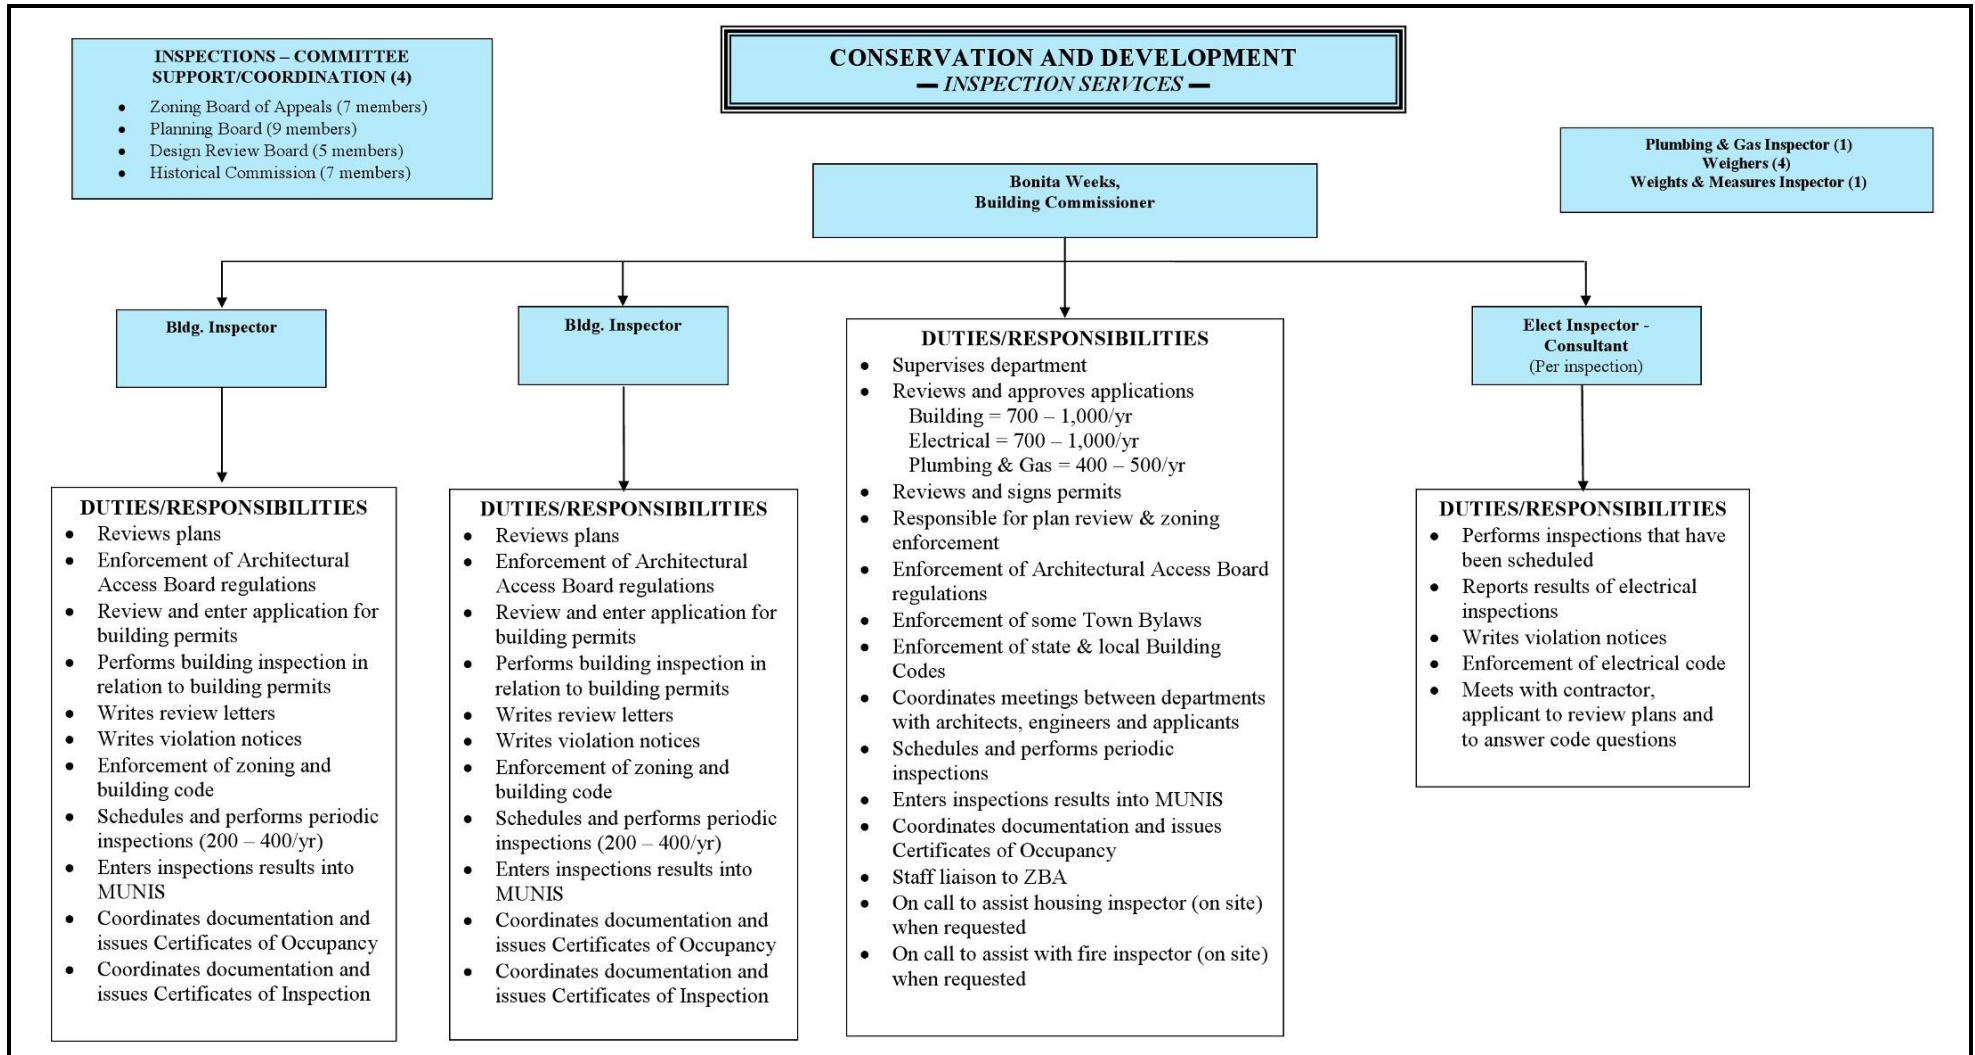 INSPECTIONS – COMMITTEE
SUPPORT/COORDINATION (4)
• Zoning Board of Appeals (7 members)
• Planning Board (9 members)
• Design Review Board (5 members)
• Historical Commission (7 members)
CONSERVATION AND DEVELOPMENT
— INSPECTION SERVICES —
Plumbing & Gas Inspector (1)
Weighers (4)
Weights & Measures Inspector (1)
Bonita Weeks,
Building Commissioner
Bldg. Inspector
Bldg. Inspector
Elect Inspector -
Consultant
(Per inspection)
DUTIES/RESPONSIBILITIES
• Reviews plans
• Enforcement of Architectural
Access Board regulations
• Review and enter application for
building permits
• Performs building inspection in
relation to building permits
• Writes review letters
• Writes violation notices
• Enforcement of zoning and
building code
• Schedules and performs periodic
inspections (200 – 400/yr)
• Enters inspections results into
MUNIS
• Coordinates documentation and
issues Certificates of Occupancy
• Coordinates documentation and
issues Certificates of Inspection
DUTIES/RESPONSIBILITIES
• Reviews plans
• Enforcement of Architectural
Access Board regulations
• Review and enter application for
building permits
• Performs building inspection in
relation to building permits
• Writes review letters
• Writes violation notices
• Enforcement of zoning and
building code
• Schedules and performs periodic
inspections (200 – 400/yr)
• Enters inspections results into
MUNIS
• Coordinates documentation and
issues Certificates of Occupancy
• Coordinates documentation and
issues Certificates of Inspection
DUTIES/RESPONSIBILITIES
• Supervises department
• Reviews and approves applications
Building = 700 – 1,000/yr
Electrical = 700 – 1,000/yr
Plumbing & Gas = 400 – 500/yr
• Reviews and signs permits
• Responsible for plan review & zoning
enforcement
• Enforcement of Architectural Access Board
regulations
• Enforcement of some Town Bylaws
• Enforcement of state & local Building
Codes
• Coordinates meetings between departments
with architects, engineers and applicants
• Schedules and performs periodic
inspections
• Enters inspections results into MUNIS
• Coordinates documentation and issues
Certificates of Occupancy
• Staff liaison to ZBA
• On call to assist housing inspector (on site)
when requested
• On call to assist with fire inspector (on site)
when requested
DUTIES/RESPONSIBILITIES
• Performs inspections that have
been scheduled
• Reports results of electrical
inspections
• Writes violation notices
• Enforcement of electrical code
• Meets with contractor,
applicant to review plans and
to answer code questions